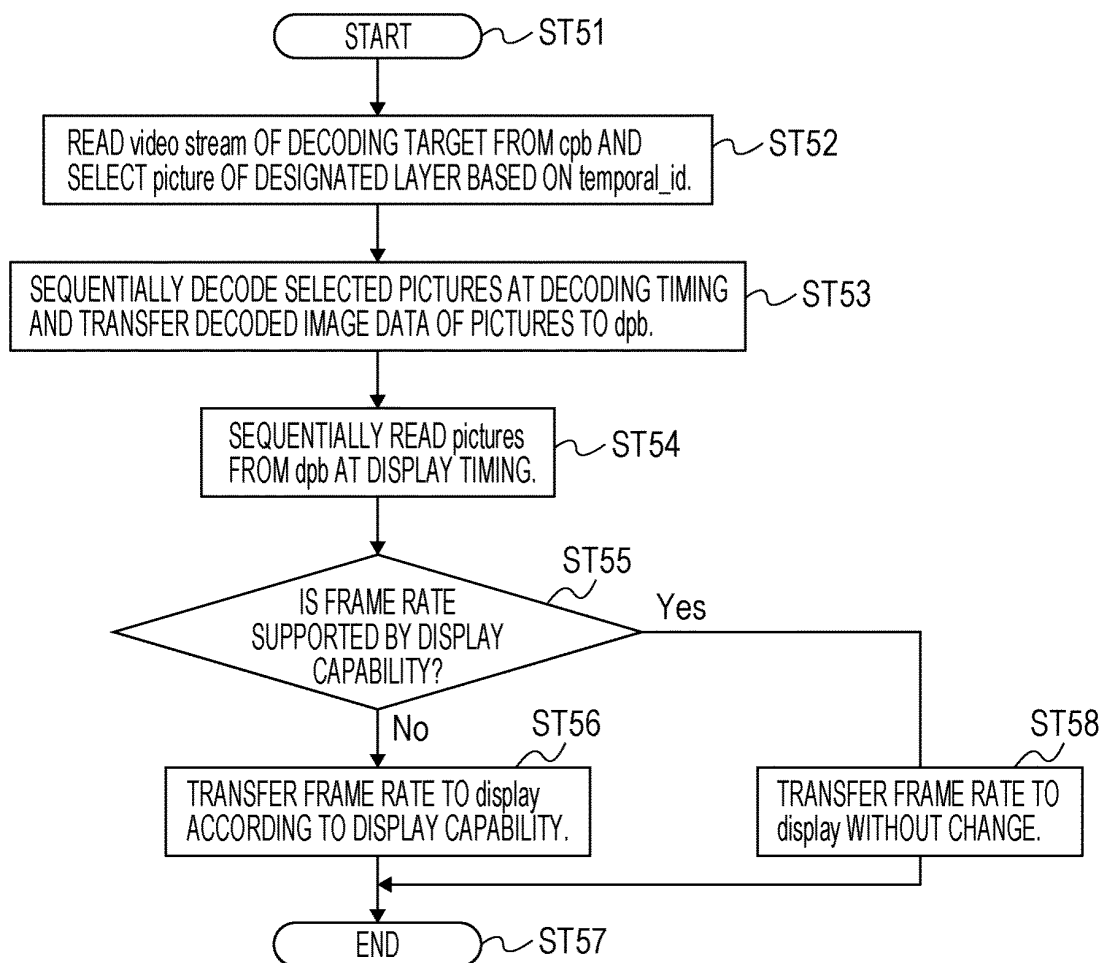 START
ST51
READ video stream OF DECODING TARGET FROM cpb AND
SELECT picture OF DESIGNATED LAYER BASED ON temporal_id.
ST52
SEQUENTIALLY DECODE SELECTED PICTURES AT DECODING TIMING
AND TRANSFER DECODED IMAGE DATA OF PICTURES TO dpb.
ST53
SEQUENTIALLY READ pictures
FROM dpb AT DISPLAY TIMING.
ST54
IS FRAME RATE
SUPPORTED BY DISPLAY
CAPABILITY?
ST55
Yes
No
TRANSFER FRAME RATE TO display
ACCORDING TO DISPLAY CAPABILITY.
ST56
TRANSFER FRAME RATE TO
display WITHOUT CHANGE.
ST58
END
ST57